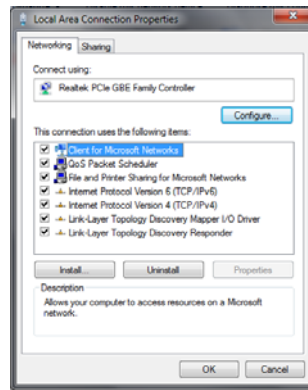 Local Area Connection Properties
Networking
Sharing
Connect using:
Realtek PCIe GBE Family Controller
Configure...
This connection uses the following items:
Client for Microsoft Networks
QoS Packet Scheduler
File and Printer Sharing for Microsoft Networks
Internet Protocol Version 6 (TCP/IPv6)
Internet Protocol Version 4 (TCP/IPv4)
Link-Layer Topology Discovery Mapper I/O Driver
Link-Layer Topology Discovery Responder
Install...
Uninstall
Properties
Description
Allows your computer to access resources on a Microsoft
network.
OK
Cancel